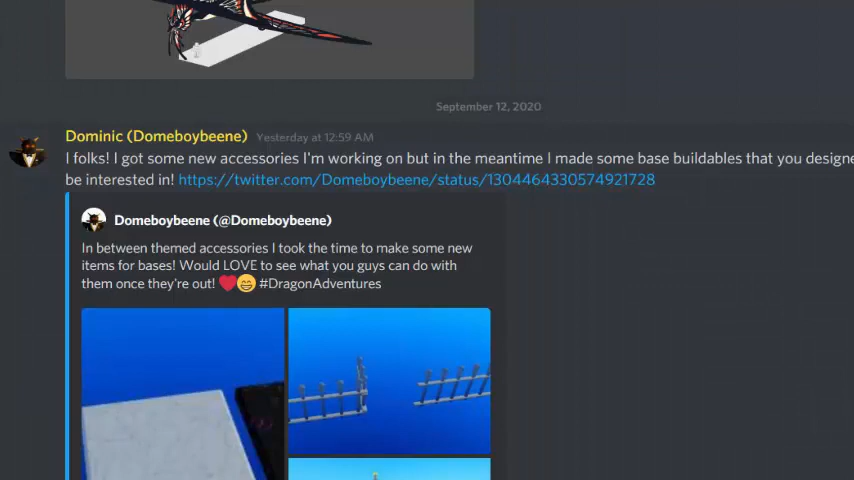 September 12, 2020
Dominic (Domeboybeene) Yesterday at 12:59 AM
I folks! I got some new accessories I'm working on but in the meantime I made some base buildables that you designe
be interested in! https://twitter.com/Domeboybeene/status/1304464330574921728
Domeboybeene (@Domeboybeene)
In between themed accessories I took the time to make some new
items for bases! Would LOVE to see what you guys can do with
them once they're out! ❤️😄 #DragonAdventures